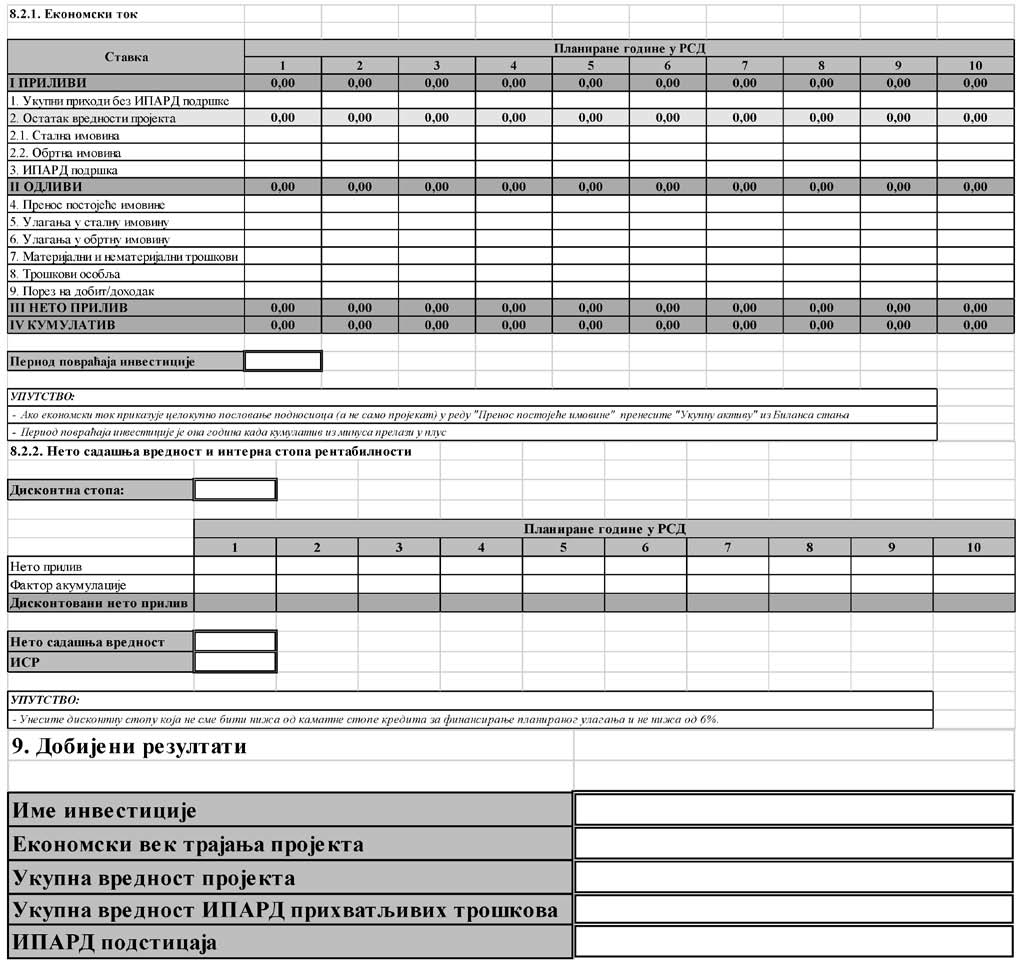 8.2.1. Економски ток
Ставка
Планиране године у РСД
1 2 3 4 5 6 7 8 9 10
I ПРИЛИВИ 0,00 0,00 0,00 0,00 0,00 0,00 0,00 0,00 0,00 0,00
1. Укупни приходи без ИПАРД подршке
2. Остатак вредности пројекта 0,00 0,00 0,00 0,00 0,00 0,00 0,00 0,00 0,00 0,00
2.1. Стална имовина
2.2. Обртна имовина
3. ИПАРД подршка
II ОДЛИВИ 0,00 0,00 0,00 0,00 0,00 0,00 0,00 0,00 0,00 0,00
4. Пренос постојеће имовине
5. Улагања у сталну имовину
6. Улагања у обртну имовину
7. Материјални и нематеријални трошкови
8. Трошкови особља
9. Порез на добит/доходак
III НЕТО ПРИЛИВ 0,00 0,00 0,00 0,00 0,00 0,00 0,00 0,00 0,00 0,00
IV КУМУЛАТИВ 0,00 0,00 0,00 0,00 0,00 0,00 0,00 0,00 0,00 0,00
Период повраћаја инвестиције
УПУТСТВО:
- Ако економски ток приказује целокупно пословање подносиоца (а не само пројекат) у реду "Пренос постојеће имовине" пренесите "Укупну активу" из Биланса стања
- Период повраћаја инвестиције је она година када кумулатив из минуса прелази у плус
8.2.2. Нето садашња вредност и интерна стопа рентабилности
Дисконтна стопа:
Планиране године у РСД
1 2 3 4 5 6 7 8 9 10
Нето прилив
Фактор акумулације
Дисконтовани нето прилив
Нето садашња вредност
ИСР
УПУТСТВО:
- Унесите дисконтну стопу која не сме бити нижа од каматне стопе кредита за финансирање планираног улагања и не нижа од 6%.
9. Добијени резултати
Име инвестиције
Економски век трајања пројекта
Укупна вредност пројекта
Укупна вредност ИПАРД прихватљивих трошкова
ИПАРД подстицаја